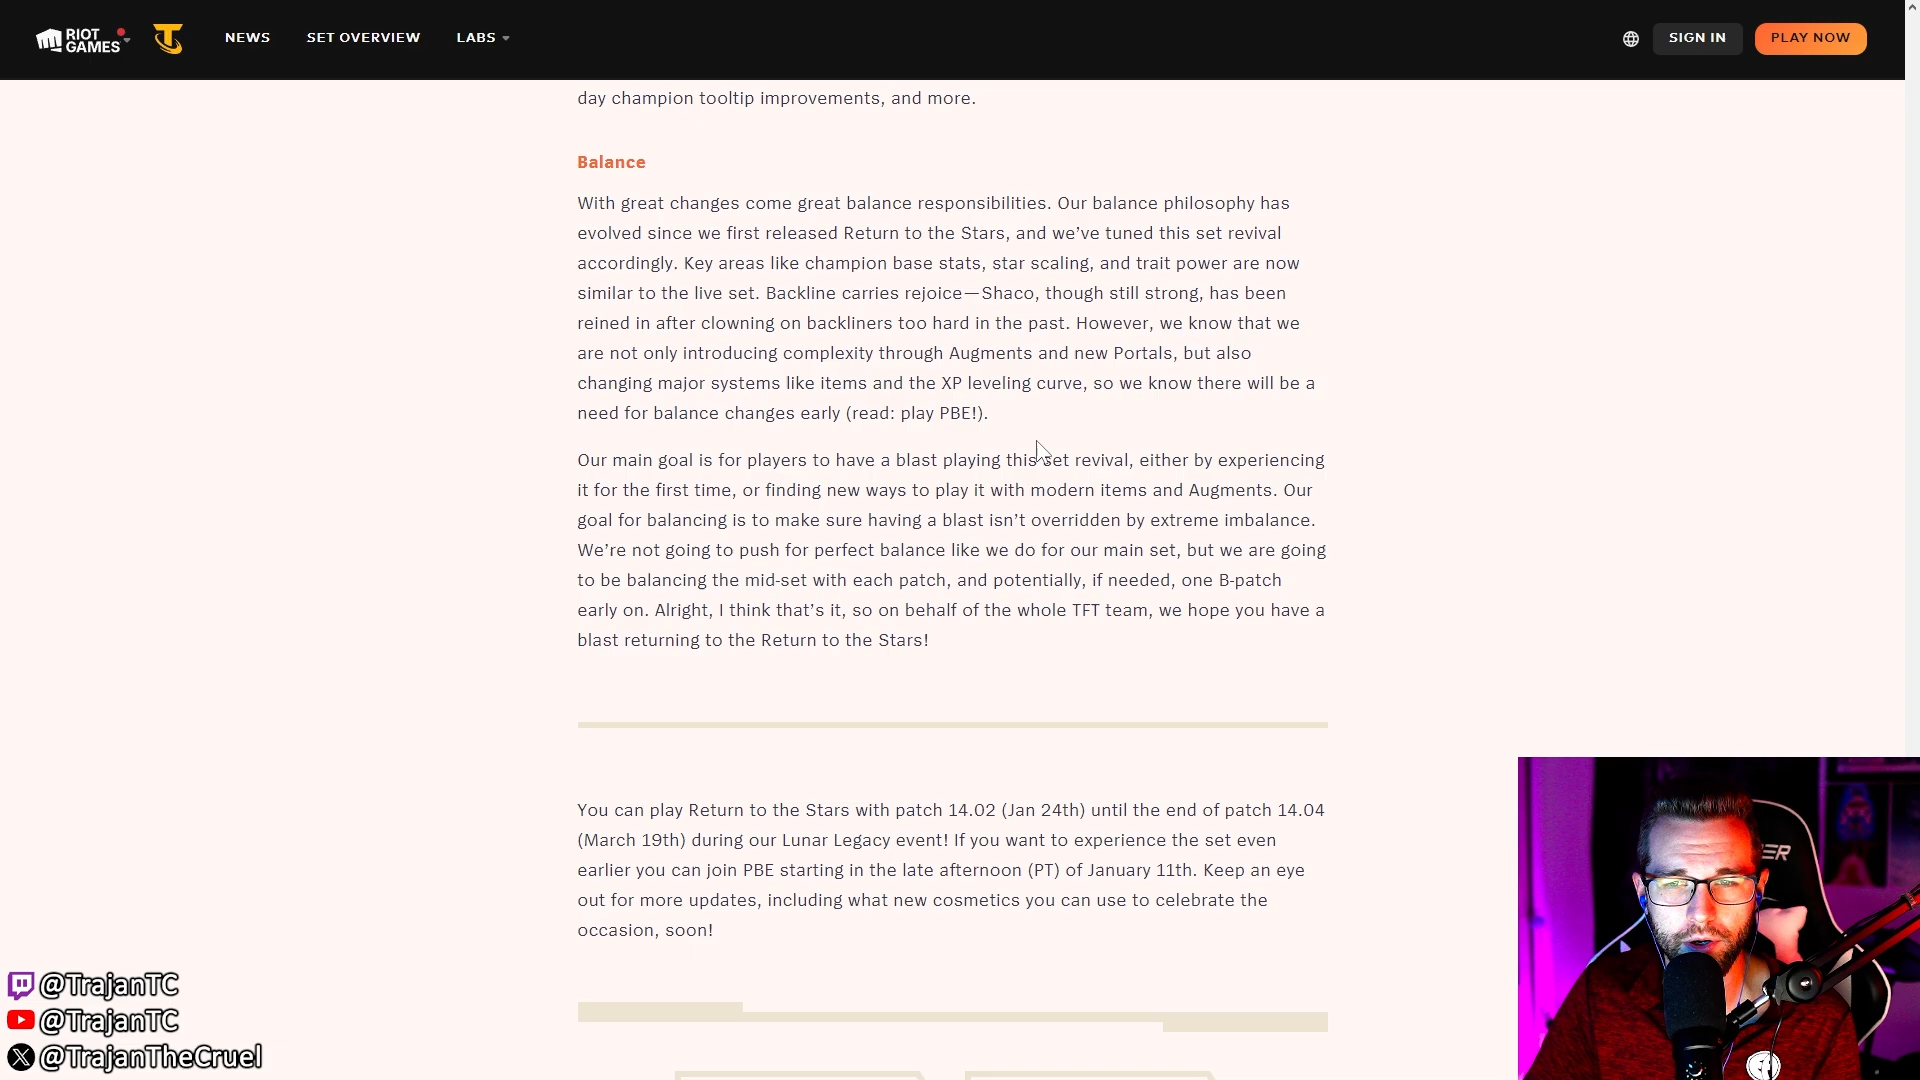 RIOT
GAMES
NEWS
SET OVERVIEW
LABS
SIGN IN
PLAY NOW
day champion tooltip improvements, and more.
Balance
With great changes come great balance responsibilities. Our balance philosophy has
evolved since we first released Return to the Stars, and we’ve tuned this set revival
accordingly. Key areas like champion base stats, star scaling, and trait power are now
similar to the live set. Backline carries rejoice—Shaco, though still strong, has been
reined in after clowning on backliners too hard in the past. However, we know that we
are not only introducing complexity through Augments and new Portals, but also
changing major systems like items and the XP leveling curve, so we know there will be a
need for balance changes early (read: play PBE!).
Our main goal is for players to have a blast playing this set revival, either by experiencing
it for the first time, or finding new ways to play it with modern items and Augments. Our
goal for balancing is to make sure having a blast isn’t overridden by extreme imbalance.
We’re not going to push for perfect balance like we do for our main set, but we are going
to be balancing the mid-set with each patch, and potentially, if needed, one B-patch
early on. Alright, I think that’s it, so on behalf of the whole TFT team, we hope you have a
blast returning to the Return to the Stars!
You can play Return to the Stars with patch 14.02 (Jan 24th) until the end of patch 14.04
(March 19th) during our Lunar Legacy event! If you want to experience the set even
earlier you can join PBE starting in the late afternoon (PT) of January 11th. Keep an eye
out for more updates, including what new cosmetics you can use to celebrate the
occasion, soon!
@TrajanTC
@TrajanTC
@TrajanTheCruel